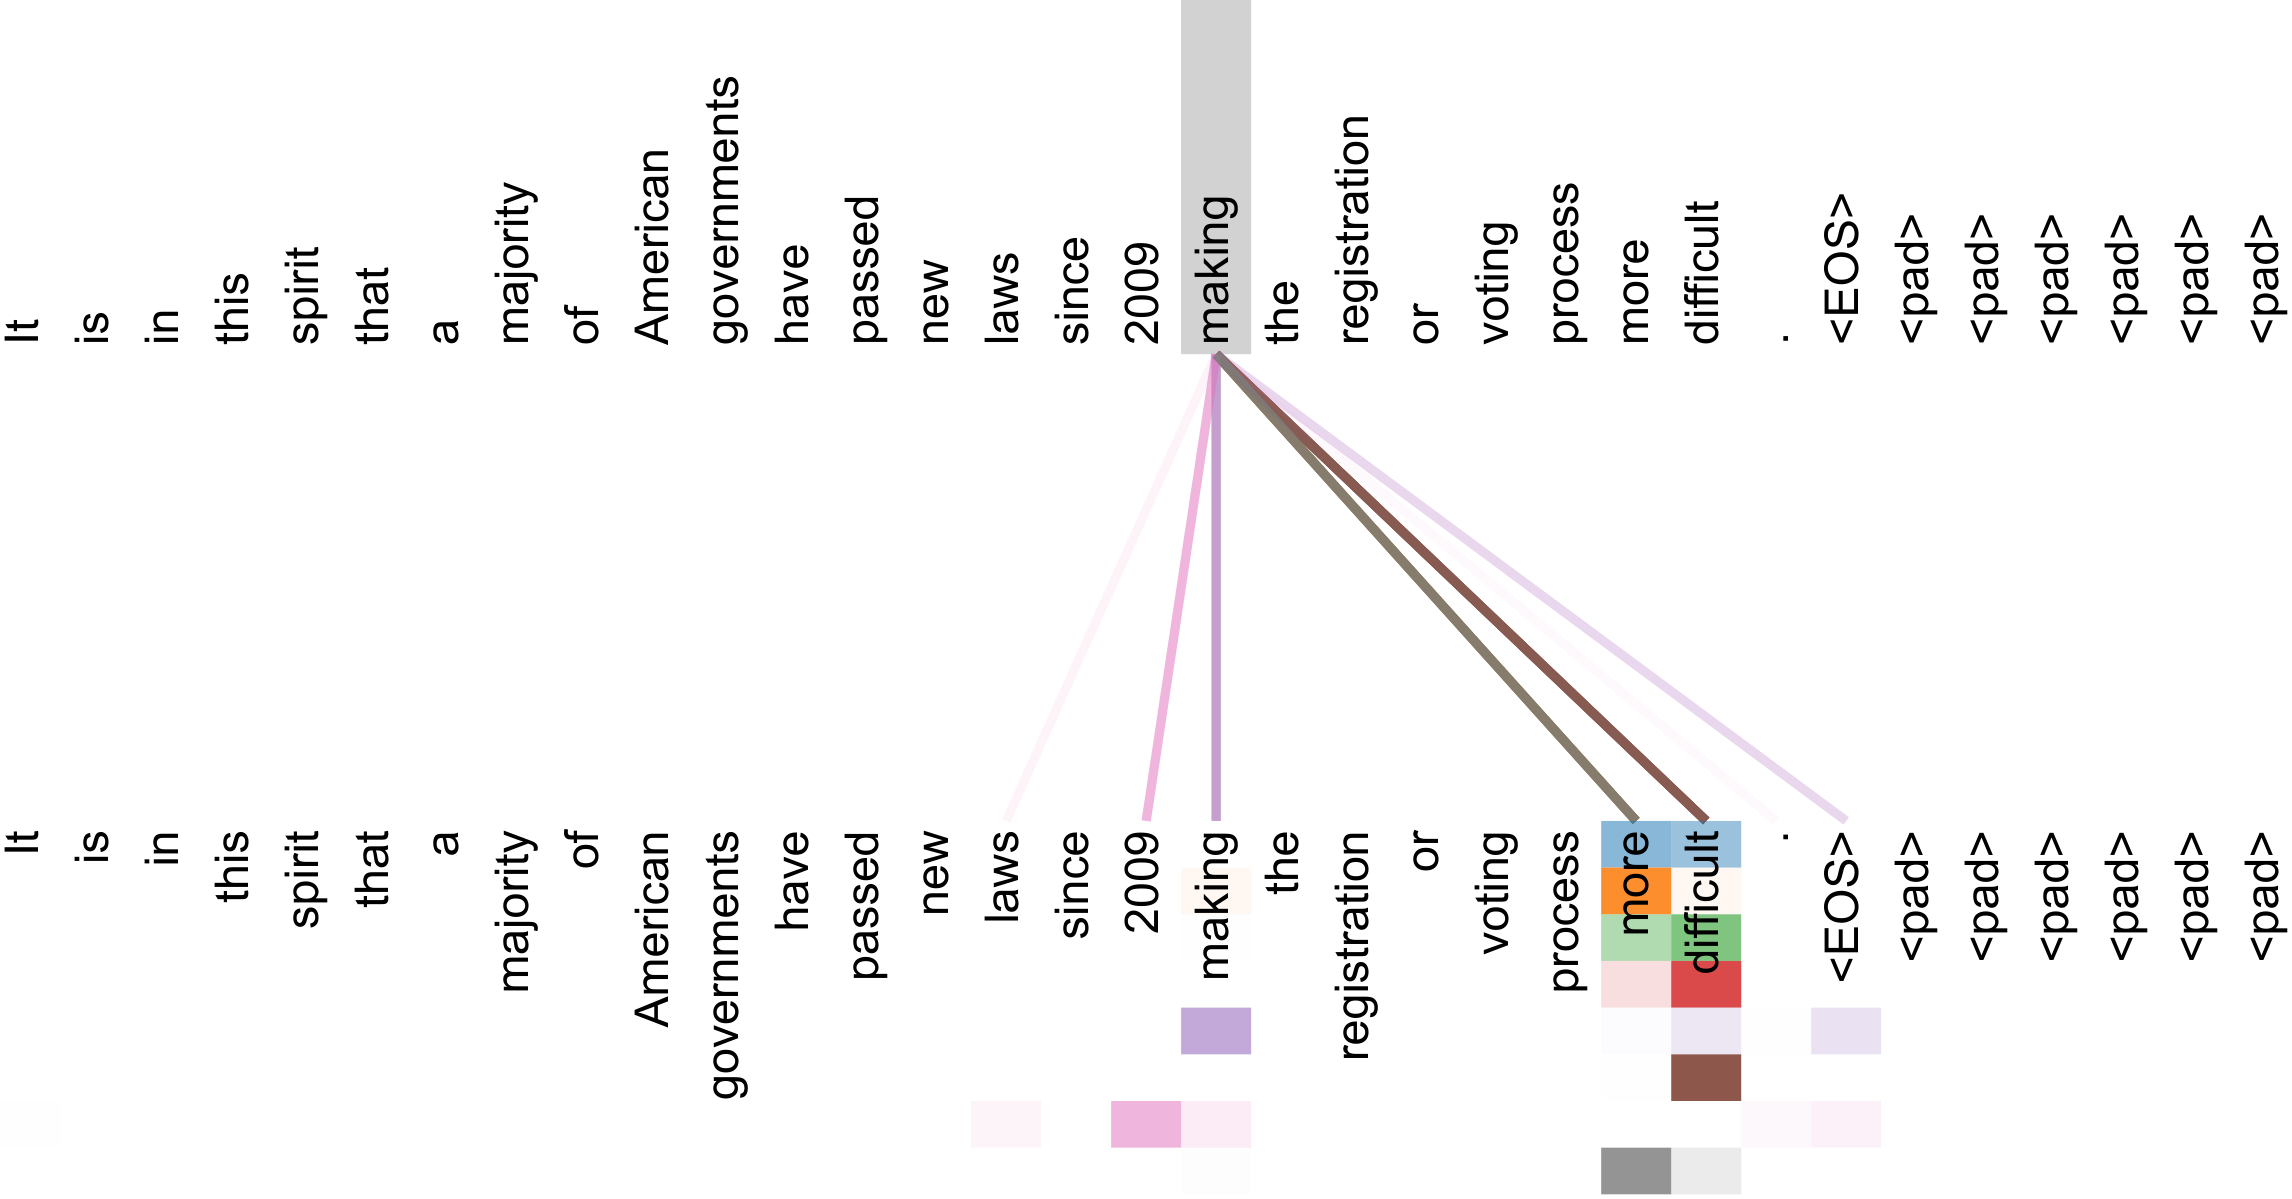 It is in this spirit that a majority of American governments have passed new laws since 2009 making the registration or voting process more difficult . <EOS> <pad> <pad> <pad> <pad> <pad> <pad>
It is in this spirit that a majority of American governments have passed new laws since 2009 making the registration or voting process more difficult . <EOS> <pad> <pad> <pad> <pad> <pad> <pad>